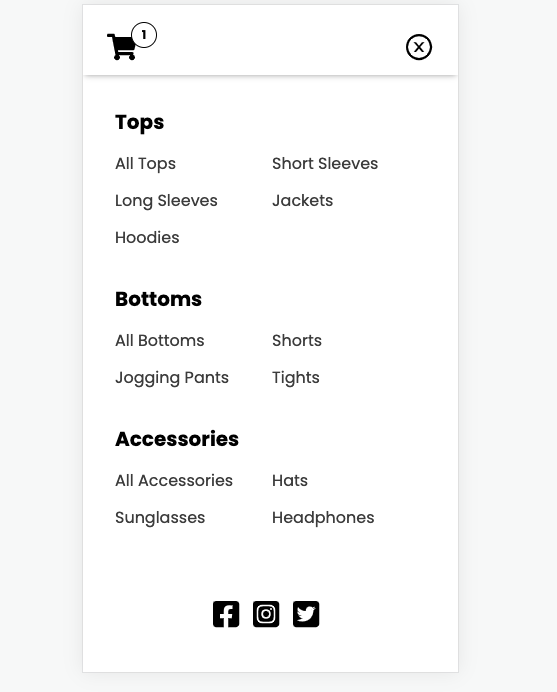 1
X
Tops
All Tops Short Sleeves
Long Sleeves Jackets
Hoodies
Bottoms
All Bottoms Shorts
Jogging Pants Tights
Accessories
All Accessories Hats
Sunglasses Headphones